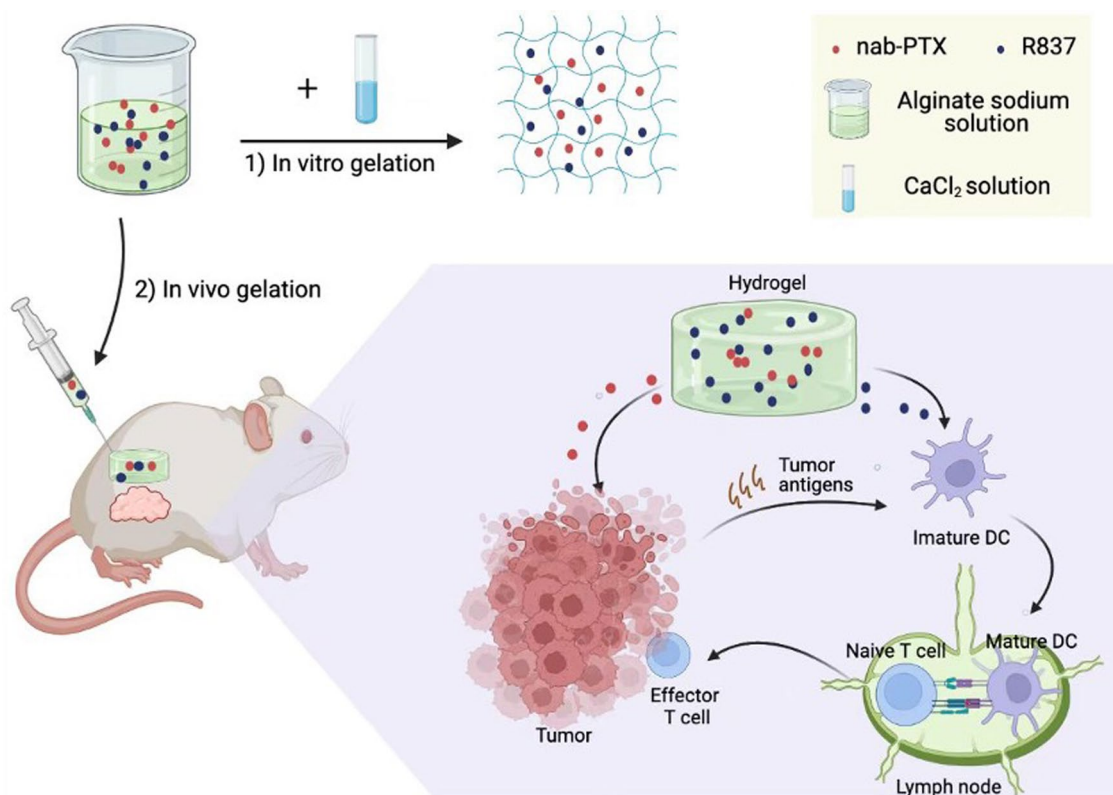 nab-PTX
R837
+
Alginate sodium
solution
1) In vitro gelation
CaCl₂ solution
2) In vivo gelation
Hydrogel
Tumor
antigens
Imature DC
Naive T cell
Mature DC
Effector
T cell
Tumor
Lymph node